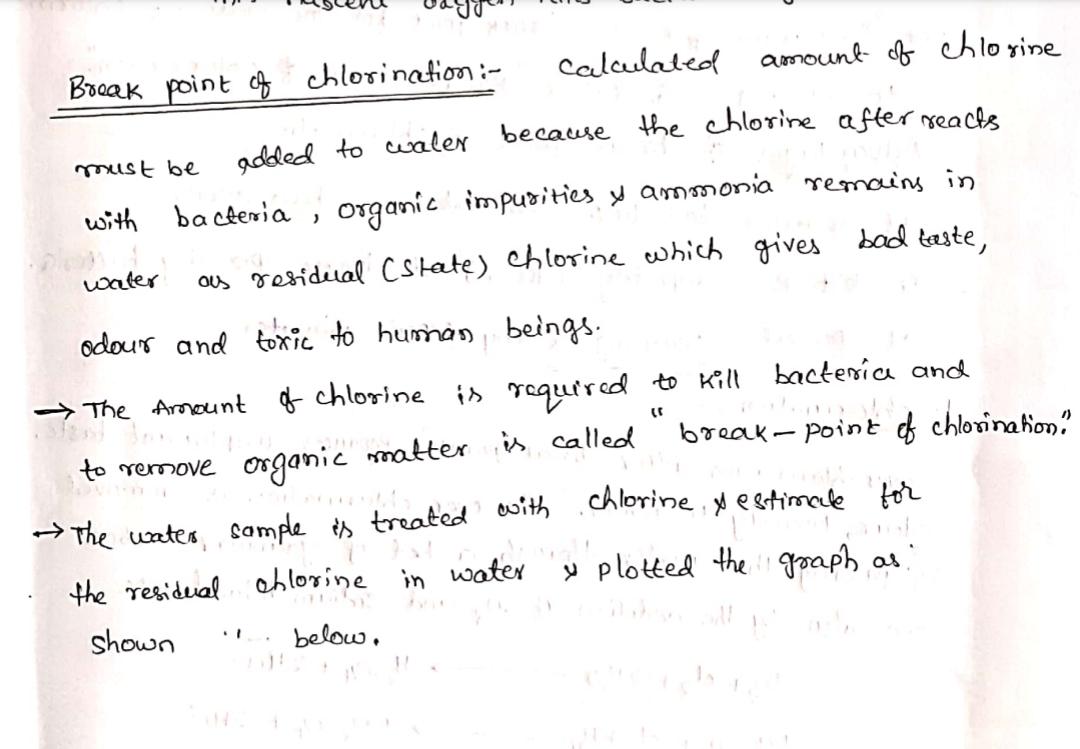 Break point of chlorination :- Calculated amount of chlorine
must be added to water because the chlorine after reacts
with bacteria , organic impurities & ammonia remains in
water as residual (state) chlorine which gives bad taste,
odour and toxic to human beings.
→ The Amount of chlorine is required to kill bacteria and
to remove organic matter is called "break-point of chlorination."
→ The water sample is treated with chlorine & estimate for
the residual chlorine in water & plotted the graph as
shown below.